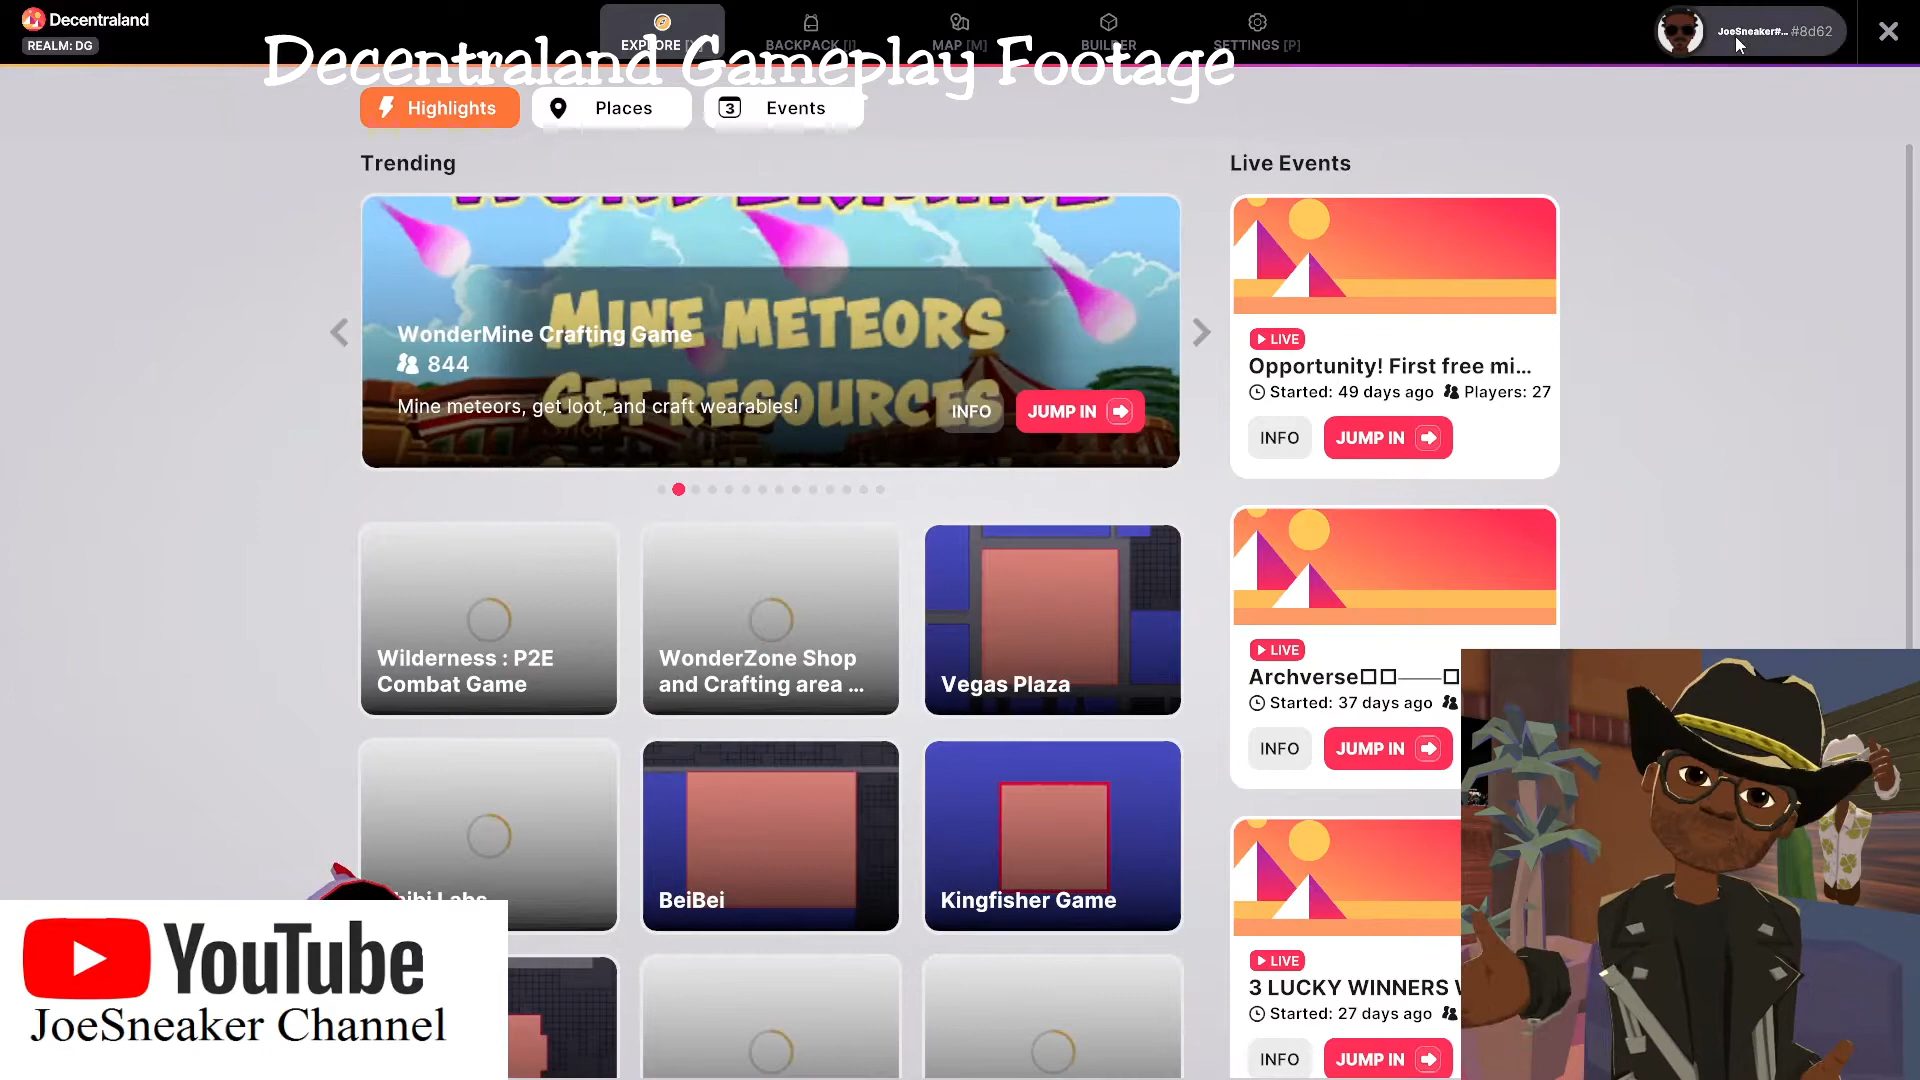 Decentraland
REALM: DG
EXPLORE
BACKPACK [I]
MAP [M]
BUILDER
SETTINGS [P]
JoeSneaker#... #8d62
Decentraland Gameplay Footage
Highlights
Places
3 Events
Trending
Live Events
MINE METEORS
GET RESOURCES
WonderMine Crafting Game
844
Mine meteors, get loot, and craft wearables!
INFO
JUMP IN
LIVE
Opportunity! First free mi...
Started: 49 days ago Players: 27
INFO
JUMP IN
Wilderness : P2E
Combat Game
WonderZone Shop
and Crafting area ...
Vegas Plaza
LIVE
Archverse
Started: 37 days ago
INFO
JUMP IN
Labs
BeiBei
Kingfisher Game
LIVE
3 LUCKY WINNERS
Started: 27 days ago
INFO
JUMP IN
YouTube
JoeSneaker Channel